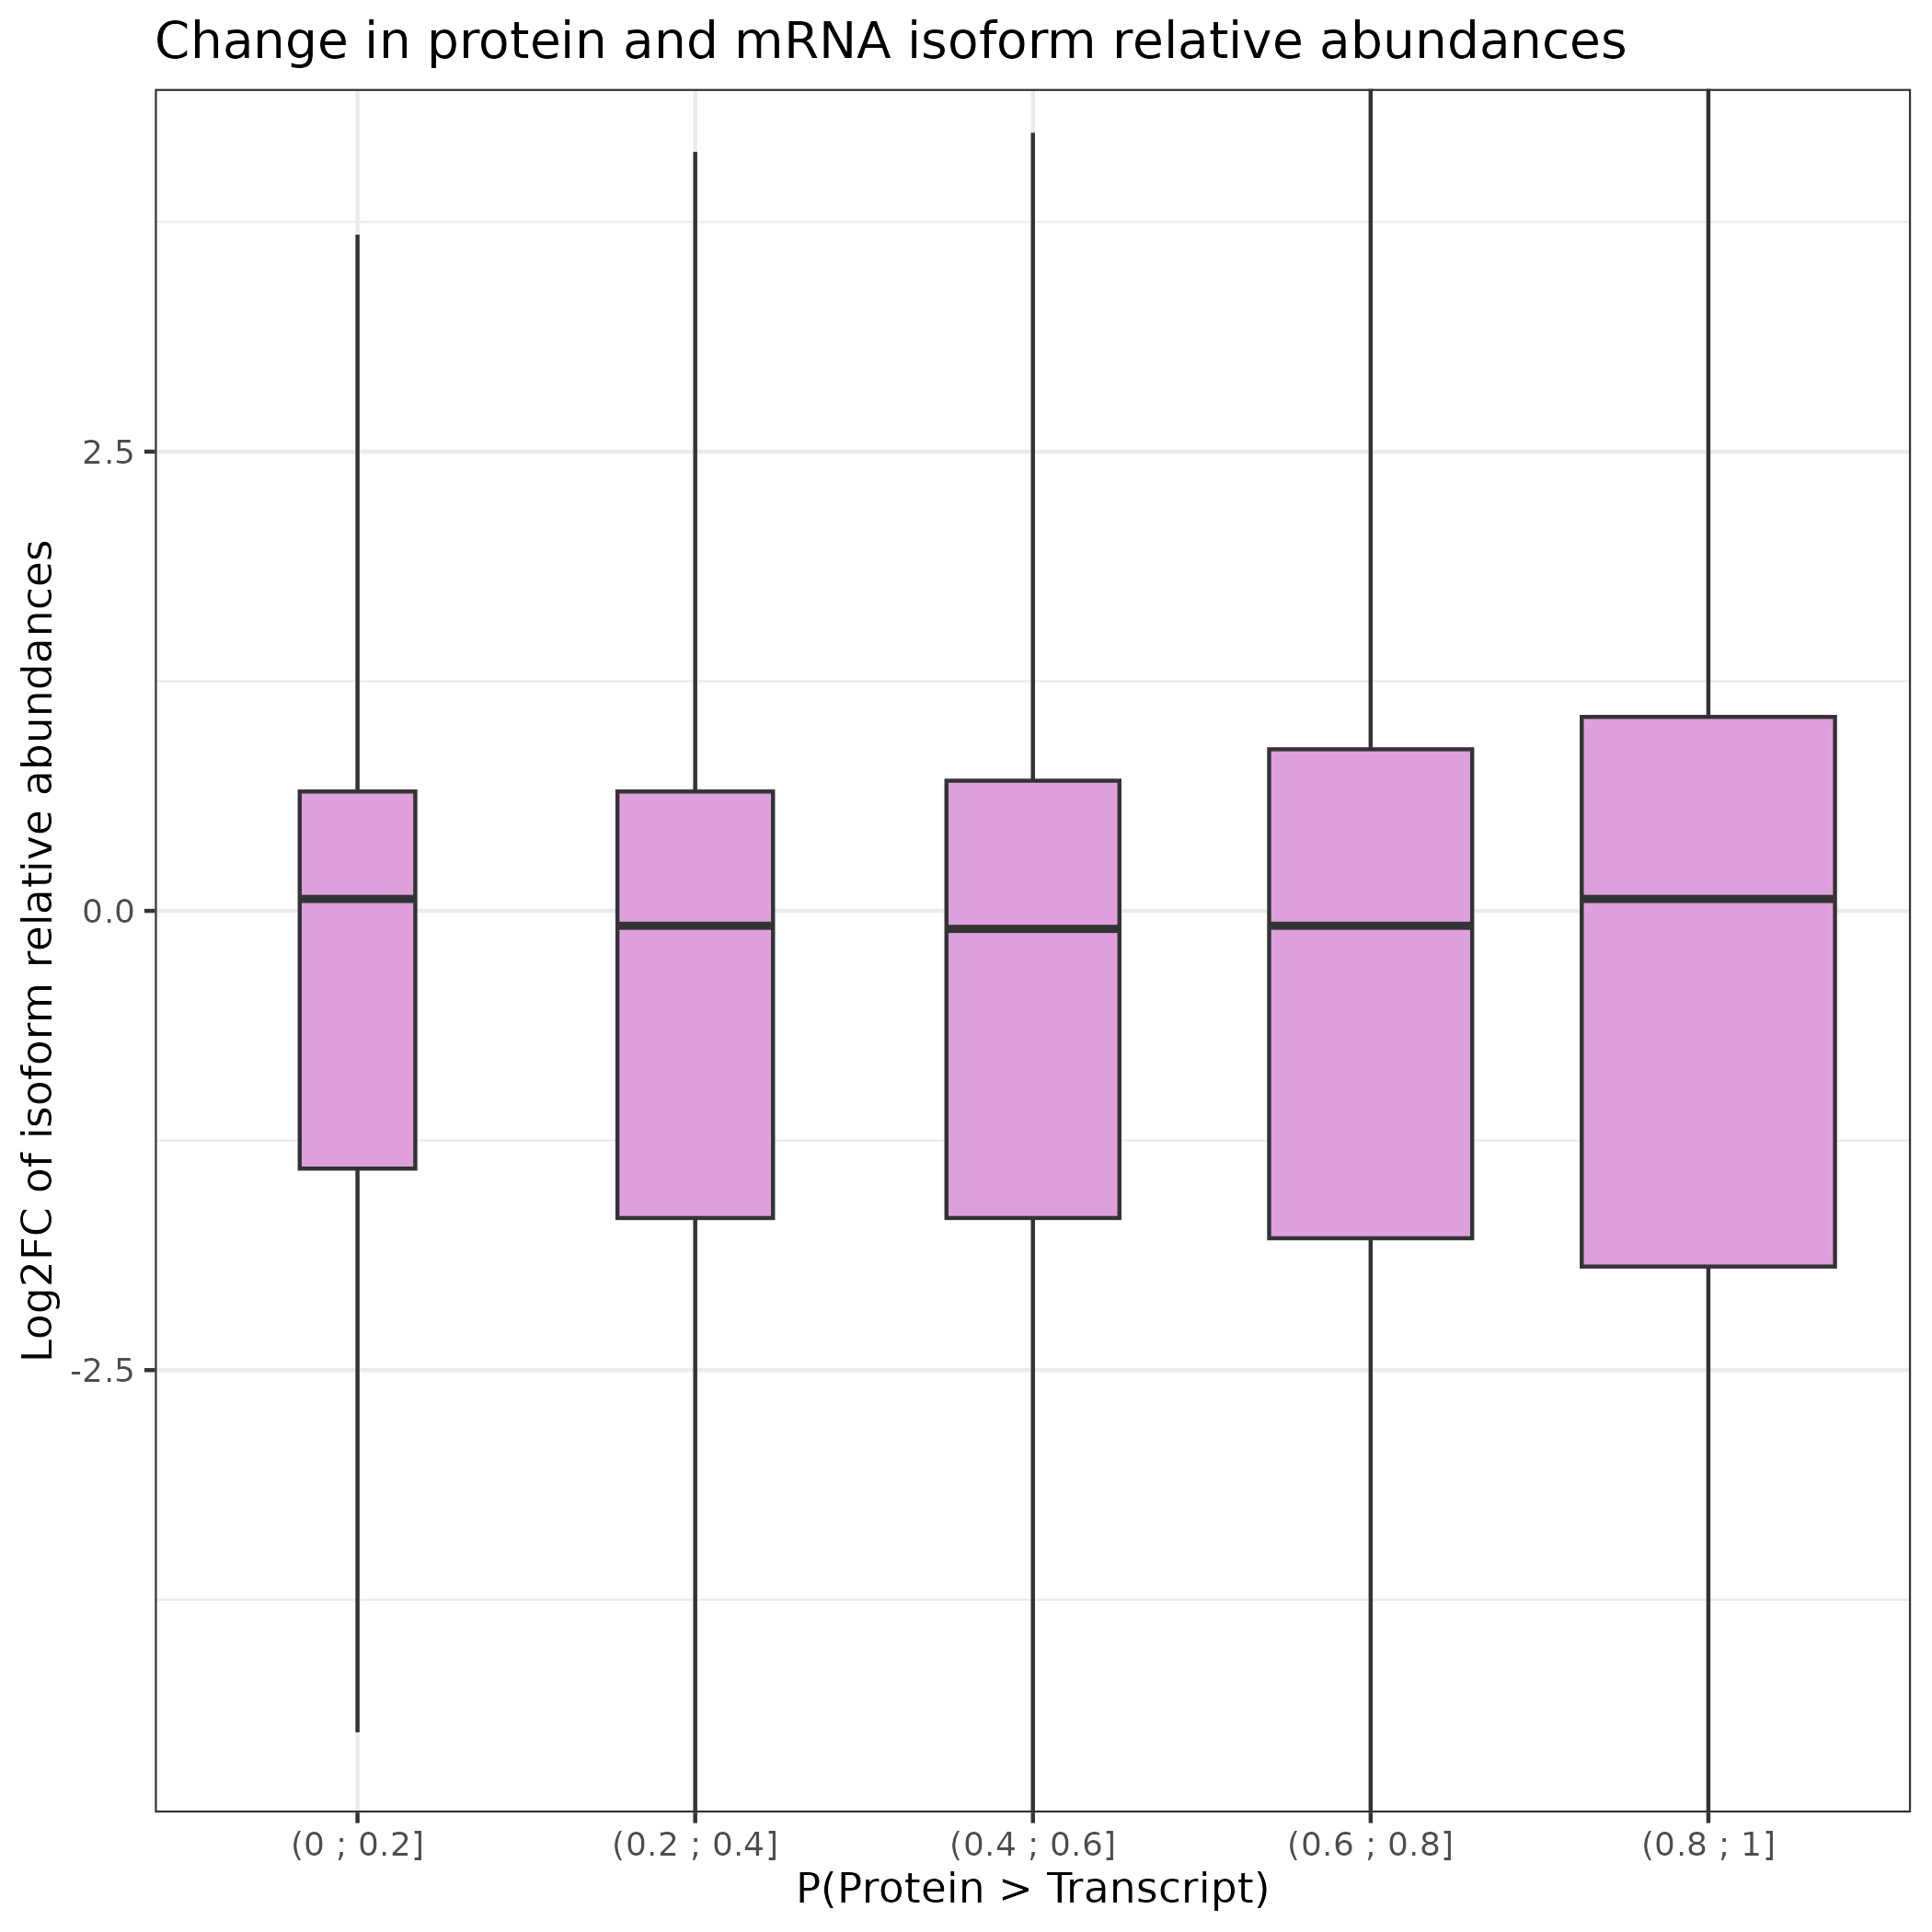 Change in protein and mRNA isoform relative abundances
Log2FC of isoform relative abundances
2.5
0.0
-2.5
(0 ; 0.2]
(0.2 ; 0.4]
(0.4 ; 0.6]
(0.6 ; 0.8]
(0.8 ; 1]
P(Protein > Transcript)